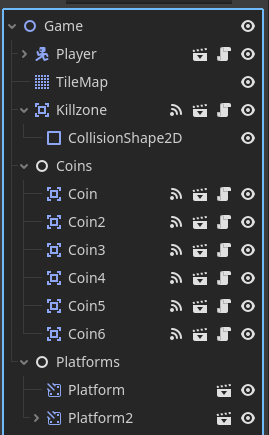 Game
Player
TileMap
Killzone
CollisionShape2D
Coins
Coin
Coin2
Coin3
Coin4
Coin5
Coin6
Platforms
Platform
Platform2